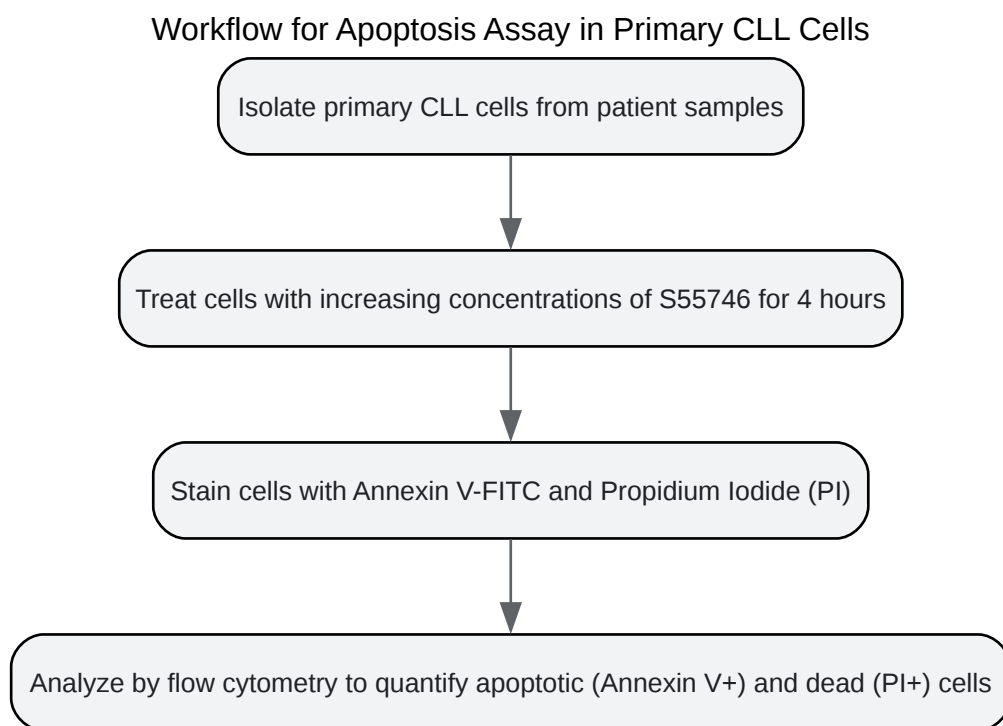 Workflow for Apoptosis Assay in Primary CLL Cells
Isolate primary CLL cells from patient samples
Treat cells with increasing concentrations of S55746 for 4 hours
Stain cells with Annexin V-FITC and Propidium Iodide (PI)
Analyze by flow cytometry to quantify apoptotic (Annexin V+) and dead (PI+) cells